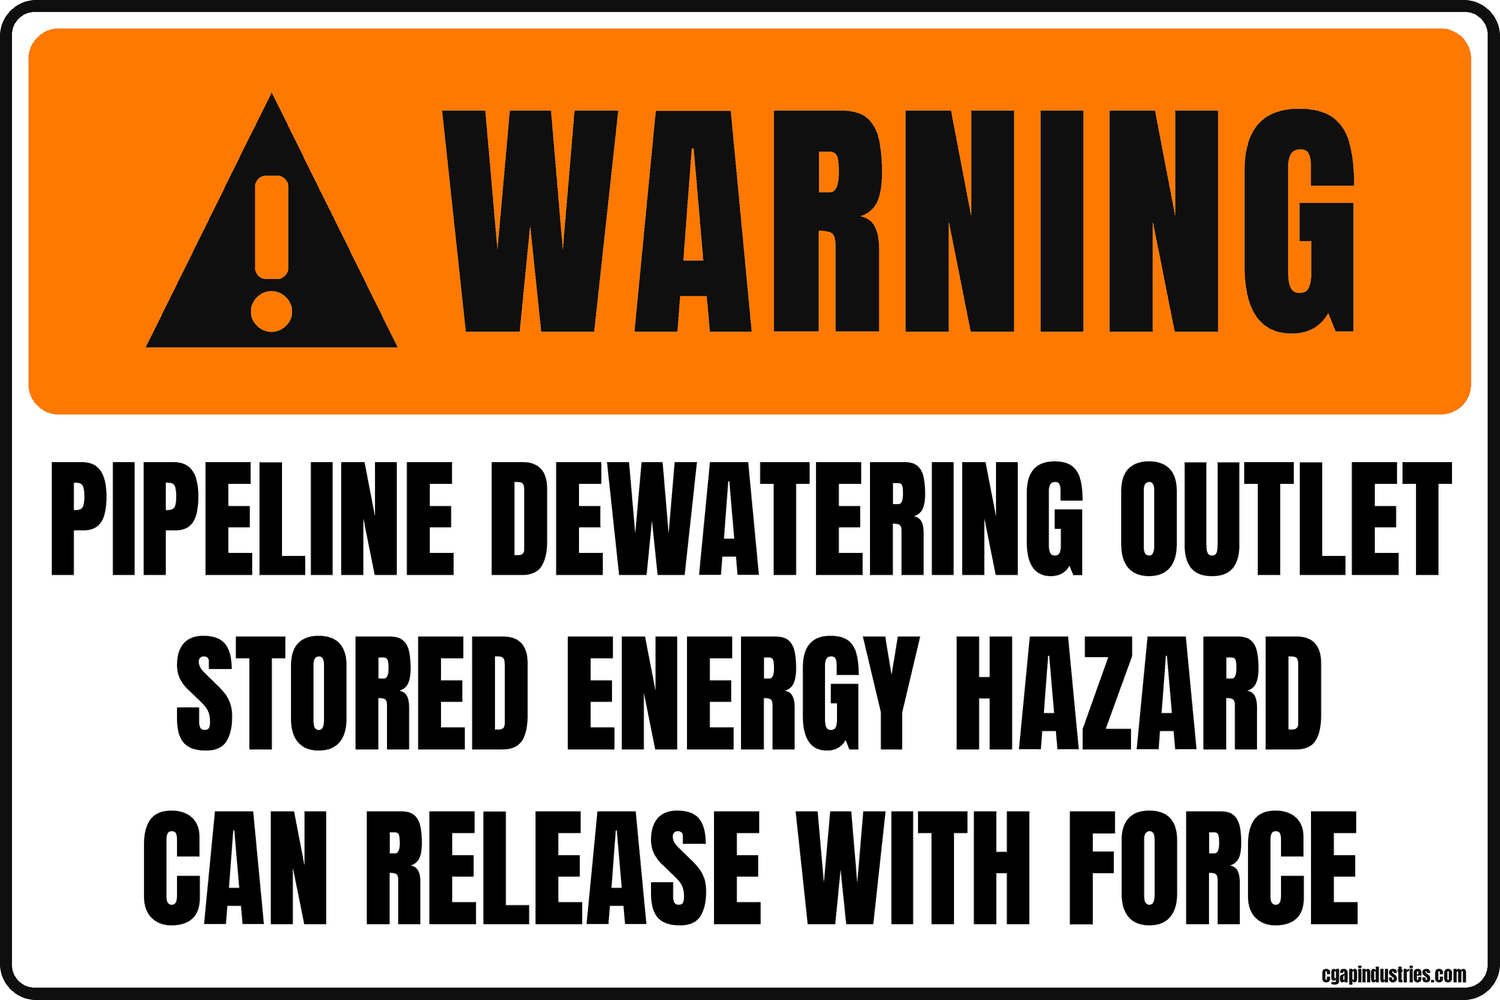 WARNING
PIPELINE DEWATERING OUTLET
STORED ENERGY HAZARD
CAN RELEASE WITH FORCE
cgapindustries.com